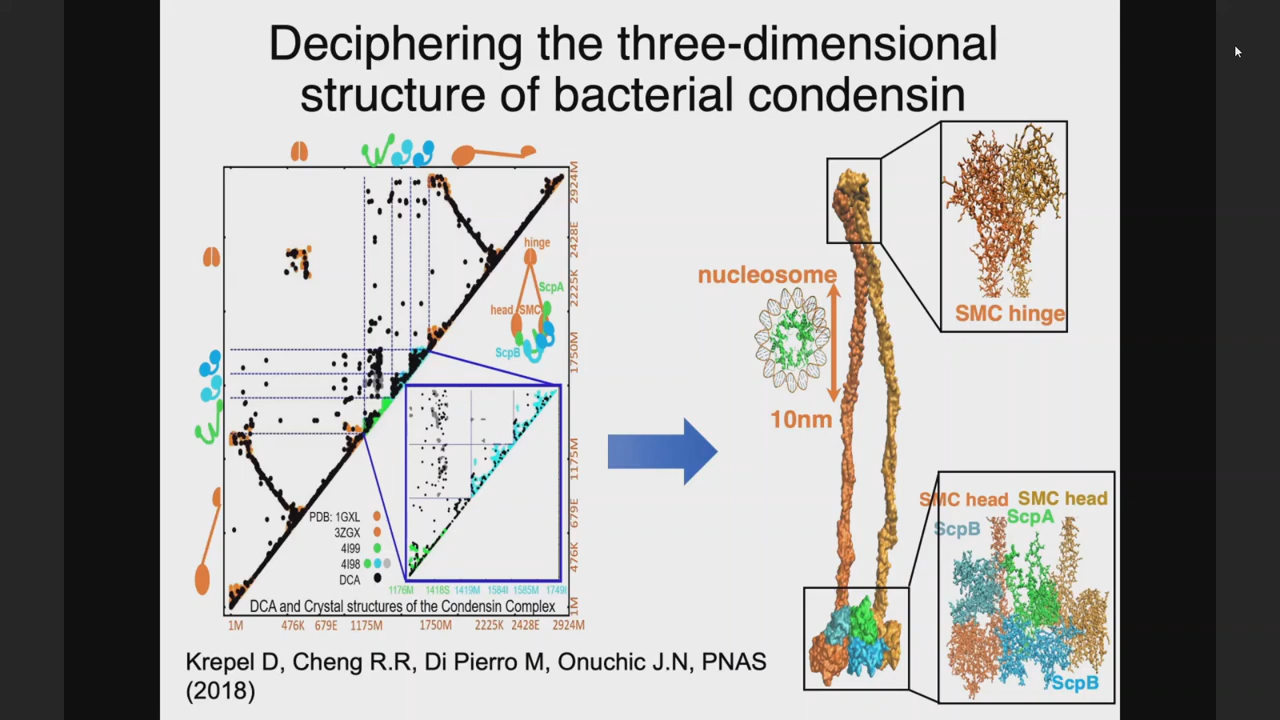 Deciphering the three-dimensional
structure of bacterial condensin
2924M
2428E
2225K
1750M
1175M
679E
476K
1M
hinge
ScpA
head SMC
ScpB
PDB: 1GXL
3ZGX
4I99
4I98
DCA
1176M 1418S 1419M 1584I 1585M 1749I
DCA and Crystal structures of the Condensin Complex
1M 476K 679E 1175M 1750M 2225K 2428E 2924M
nucleosome
10nm
SMC hinge
SMC head SMC head
ScpA
ScpB
ScpB
Krepel D, Cheng R.R, Di Pierro M, Onuchic J.N, PNAS
(2018)